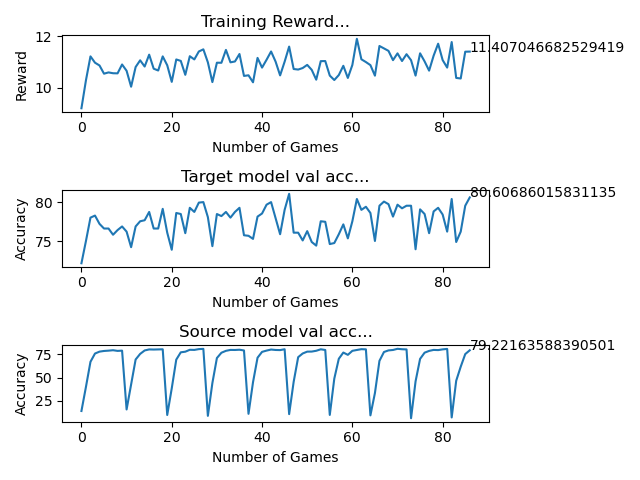 Training Reward...
12
10
Reward
11.407046682529419
0 20 40 60 80
Number of Games
Target model val acc...
80
75
Accuracy
80.60686015831135
0 20 40 60 80
Number of Games
Source model val acc...
75
50
25
Accuracy
79.22163588390501
0 20 40 60 80
Number of Games